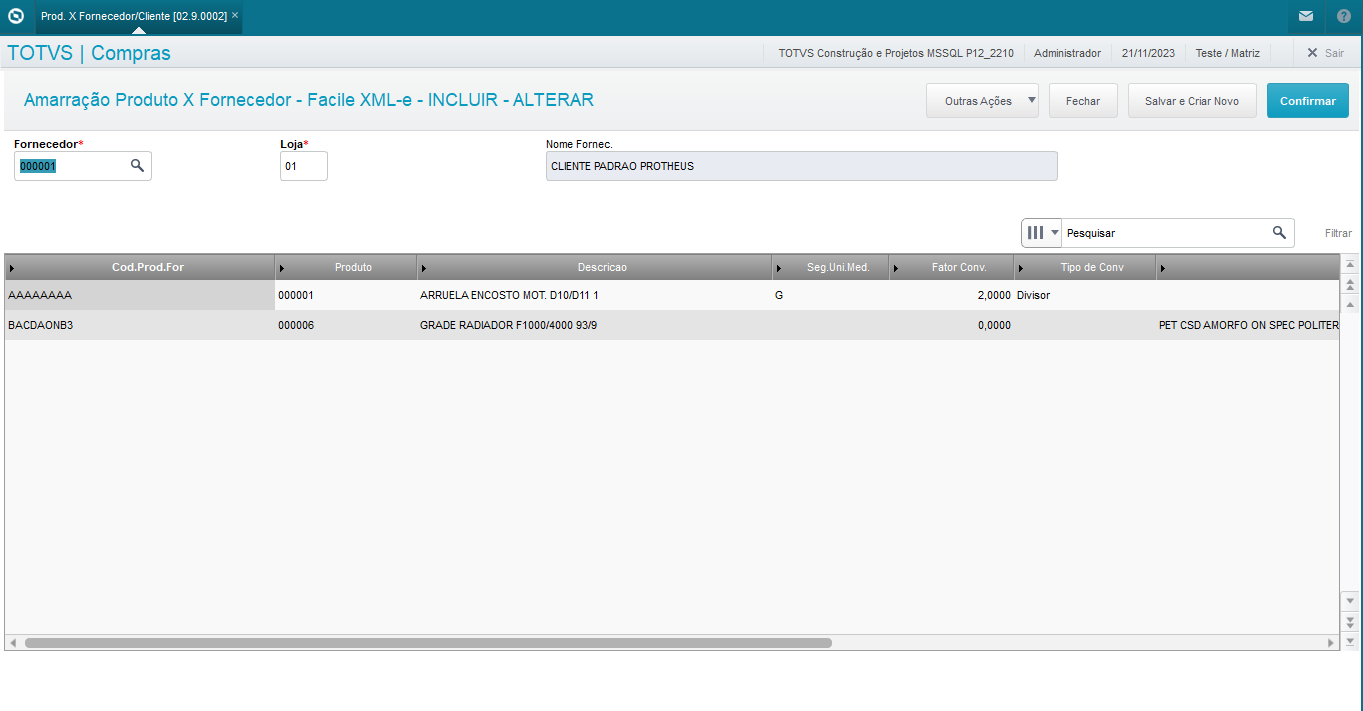 Prod. X Fornecedor/Cliente [02.9.0002] ×
TOTVS | Compras
TOTVS Construção e Projetos MSSQL P12_2210
Administrador
21/11/2023
Teste / Matriz
Sair
Amarração Produto X Fornecedor - Facile XML-e - INCLUIR - ALTERAR
Outras Ações
Fechar
Salvar e Criar Novo
Confirmar
Fornecedor*
Loja*
Nome Fornec.
000001
01
CLIENTE PADRAO PROTHEUS
Pesquisar
Filtrar
Cod.Prod.For Produto Descricao Seg.Uni.Med. Fator Conv. Tipo de Conv
AAAAAAAA 000001 ARRUELA ENCOSTO MOT. D10/D11 1 G 2,0000 Divisor
BACDAONB3 000006 GRADE RADIADOR F1000/4000 93/9 0,0000 PET CSD AMORFO ON SPEC POLITER